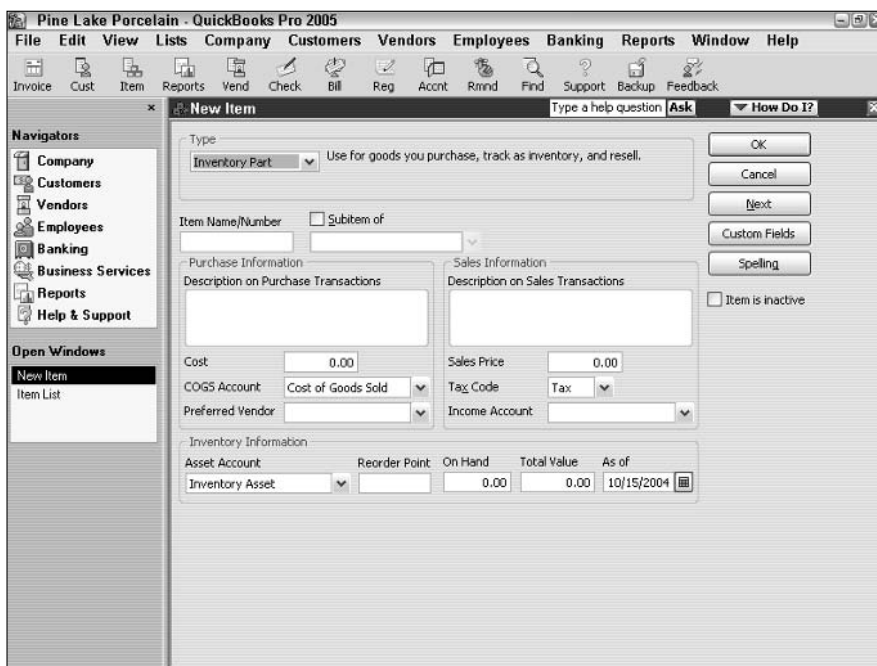 Pine Lake Porcelain - QuickBooks Pro 2005
File Edit View Lists Company Customers Vendors Employees Banking Reports Window Help
Invoice Cust Item Reports Vend Check Bill Reg Accnt Rmnd Find Support Backup Feedback
New Item Type a help question Ask How Do I?
Navigators
Company
Customers
Vendors
Employees
Banking
Business Services
Reports
Help & Support
Open Windows
New Item
Item List
Type
Inventory Part Use for goods you purchase, track as inventory, and resell.
Item Name/Number Subitem of
Purchase Information
Description on Purchase Transactions
Cost 0.00
COGS Account Cost of Goods Sold
Preferred Vendor
Sales Information
Description on Sales Transactions
Sales Price 0.00
Tax Code Tax
Income Account
Inventory Information
Asset Account Reorder Point On Hand Total Value As of
Inventory Asset 0.00 0.00 10/15/2004
OK
Cancel
Next
Custom Fields
Spelling
Item is inactive